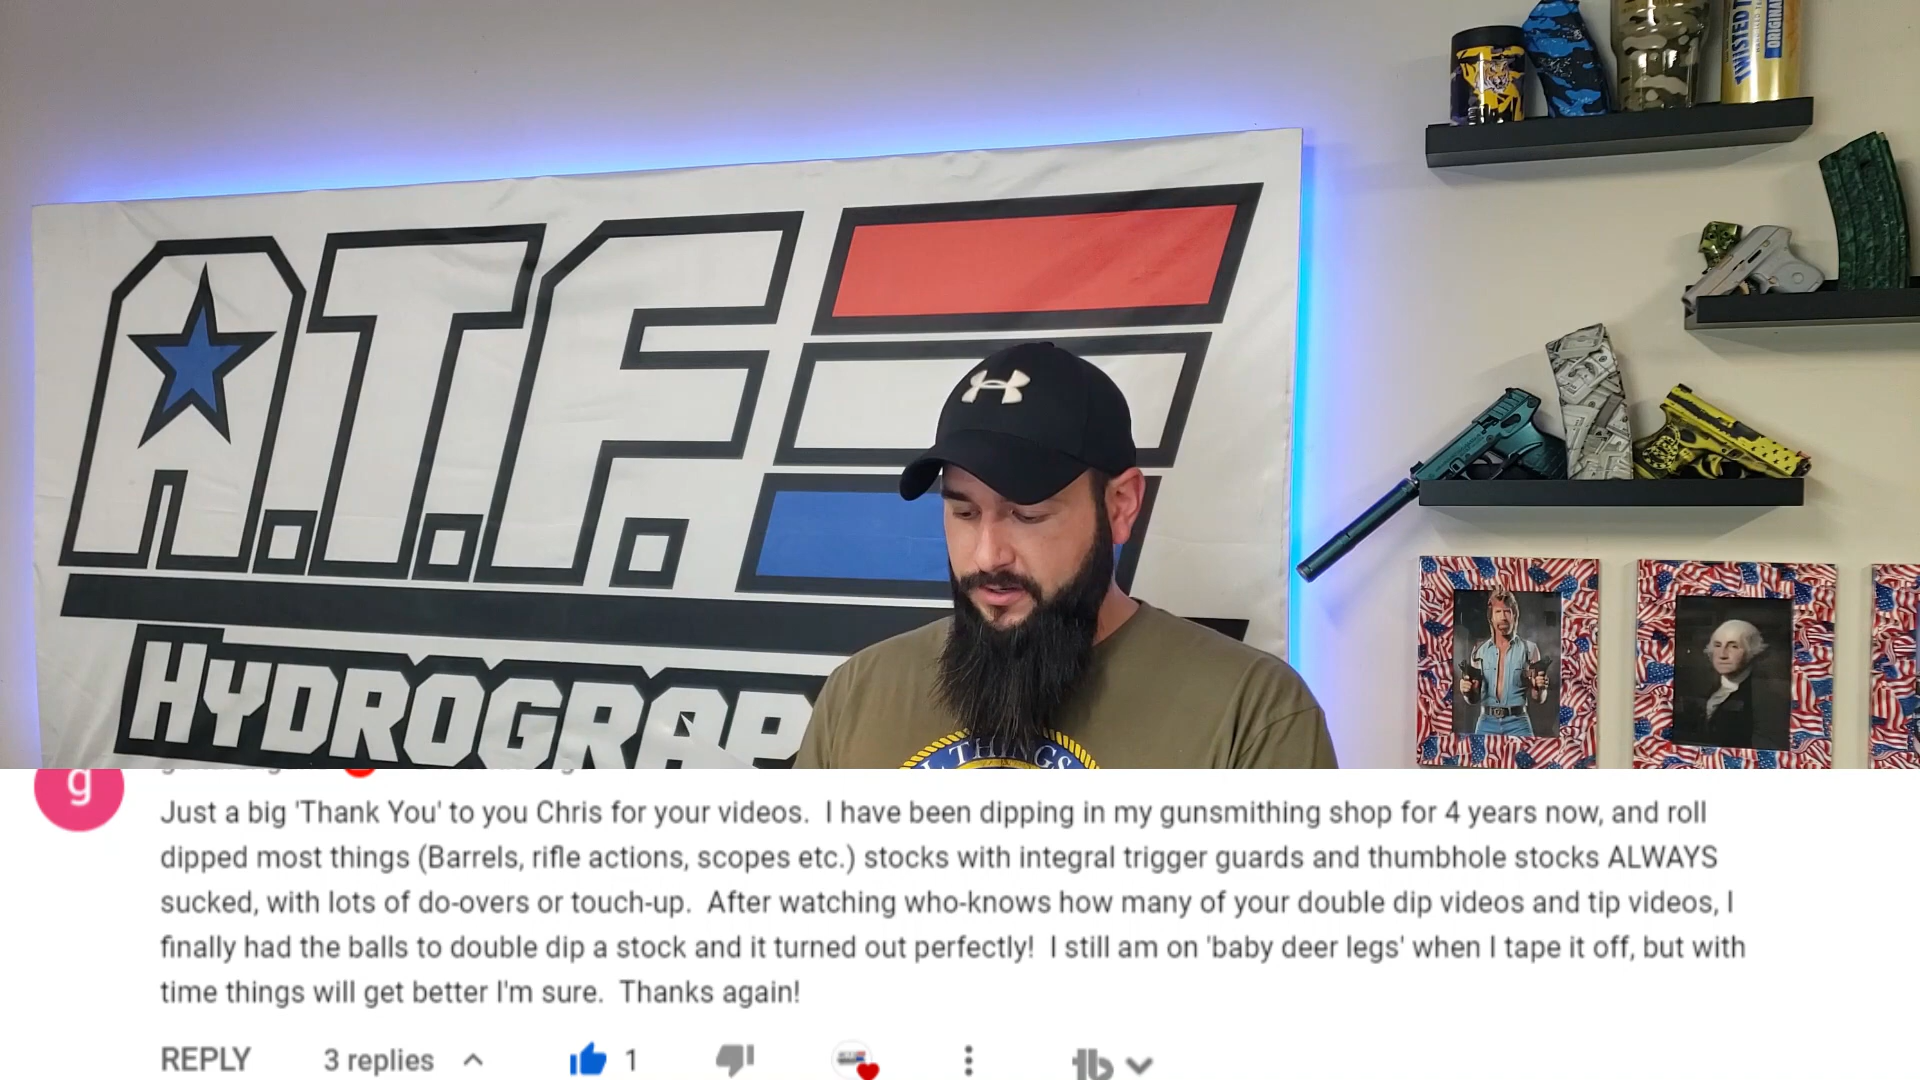 TWISTED T
ORIGINAL
A.T.F.
HYDROGRAP
L THINGS
g
Just a big 'Thank You' to you Chris for your videos.  I have been dipping in my gunsmithing shop for 4 years now, and roll
dipped most things (Barrels, rifle actions, scopes etc.) stocks with integral trigger guards and thumbhole stocks ALWAYS
sucked, with lots of do-overs or touch-up.  After watching who-knows how many of your double dip videos and tip videos, I
finally had the balls to double dip a stock and it turned out perfectly!  I still am on 'baby deer legs' when I tape it off, but with
time things will get better I'm sure.  Thanks again!
REPLY 3 replies 1 tb